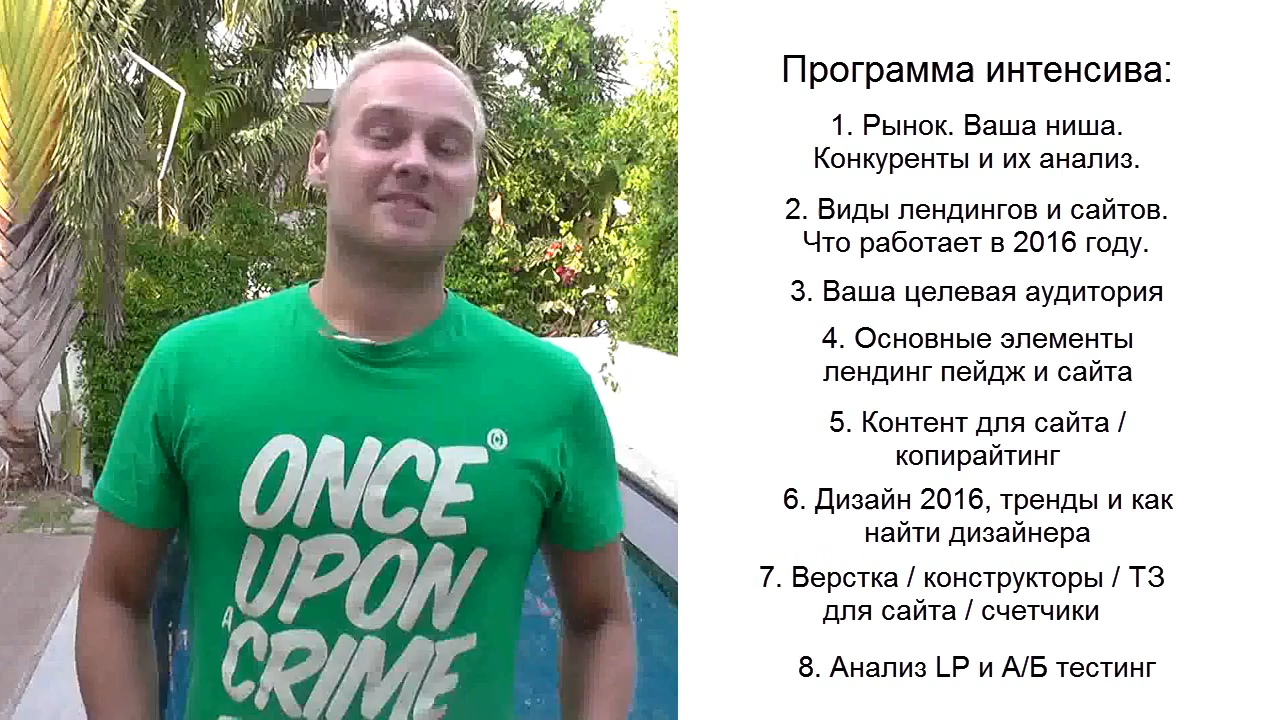 Программа интенсива:
1. Рынок. Ваша ниша.
Конкуренты и их анализ.
2. Виды лендингов и сайтов.
Что работает в 2016 году.
3. Ваша целевая аудитория
4. Основные элементы
лендинг пейдж и сайта
5. Контент для сайта /
копирайтинг
6. Дизайн 2016, тренды и как
найти дизайнера
7. Верстка / конструкторы / ТЗ
для сайта / счетчики
8. Анализ LP и А/Б тестинг
ONCE
UPON
A
CRIME